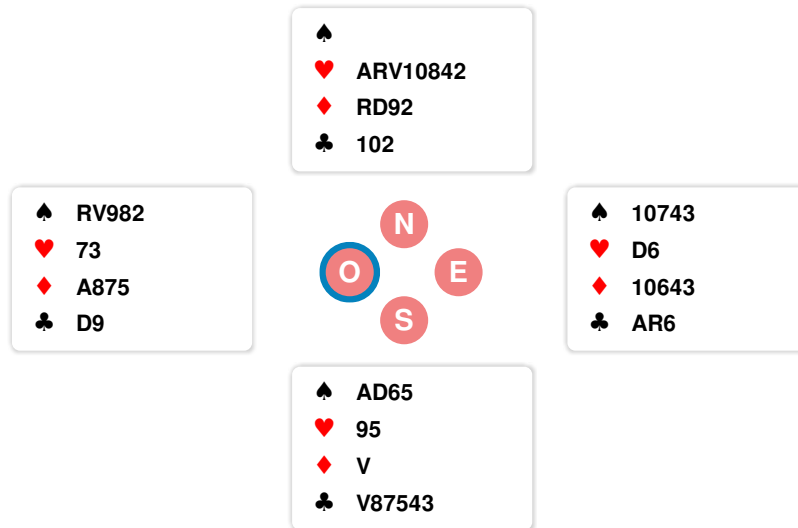 ♠
♥ ARV10842
♦ RD92
♣ 102
♠ RV982
♥ 73
♦ A875
♣ D9
N
O
E
S
♠ 10743
♥ D6
♦ 10643
♣ AR6
♠ AD65
♥ 95
♦ V
♣ V87543